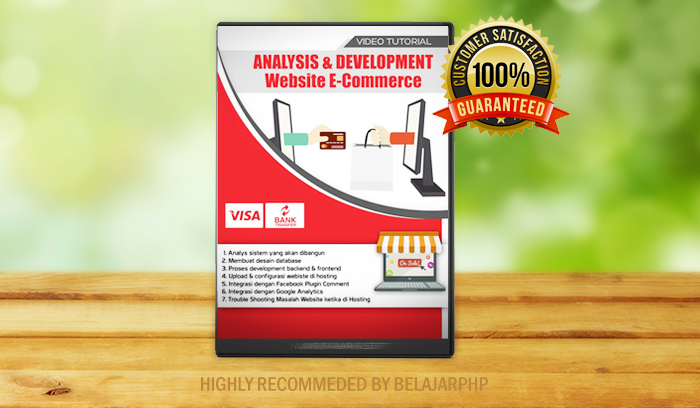 VIDEO TUTORIAL
ANALYSIS & DEVELOPMENT
Website E-Commerce
CUSTOMER SATISFACTION
100%
GUARANTEED
VISA
BANK
TRANSFER
On Sale!
1. Analys sistem yang akan dibangun
2. Membuat desain database
3. Proses development backend & frontend
4. Upload & configurasi webiste di hosting
5. Integrasi dengan Facebook Plugin Comment
6. Integrasi dengan Google Analytics
7. Trouble Shooting Masalah Website ketika di Hosting
HIGHLY RECOMMEDED BY BELAJARPHP